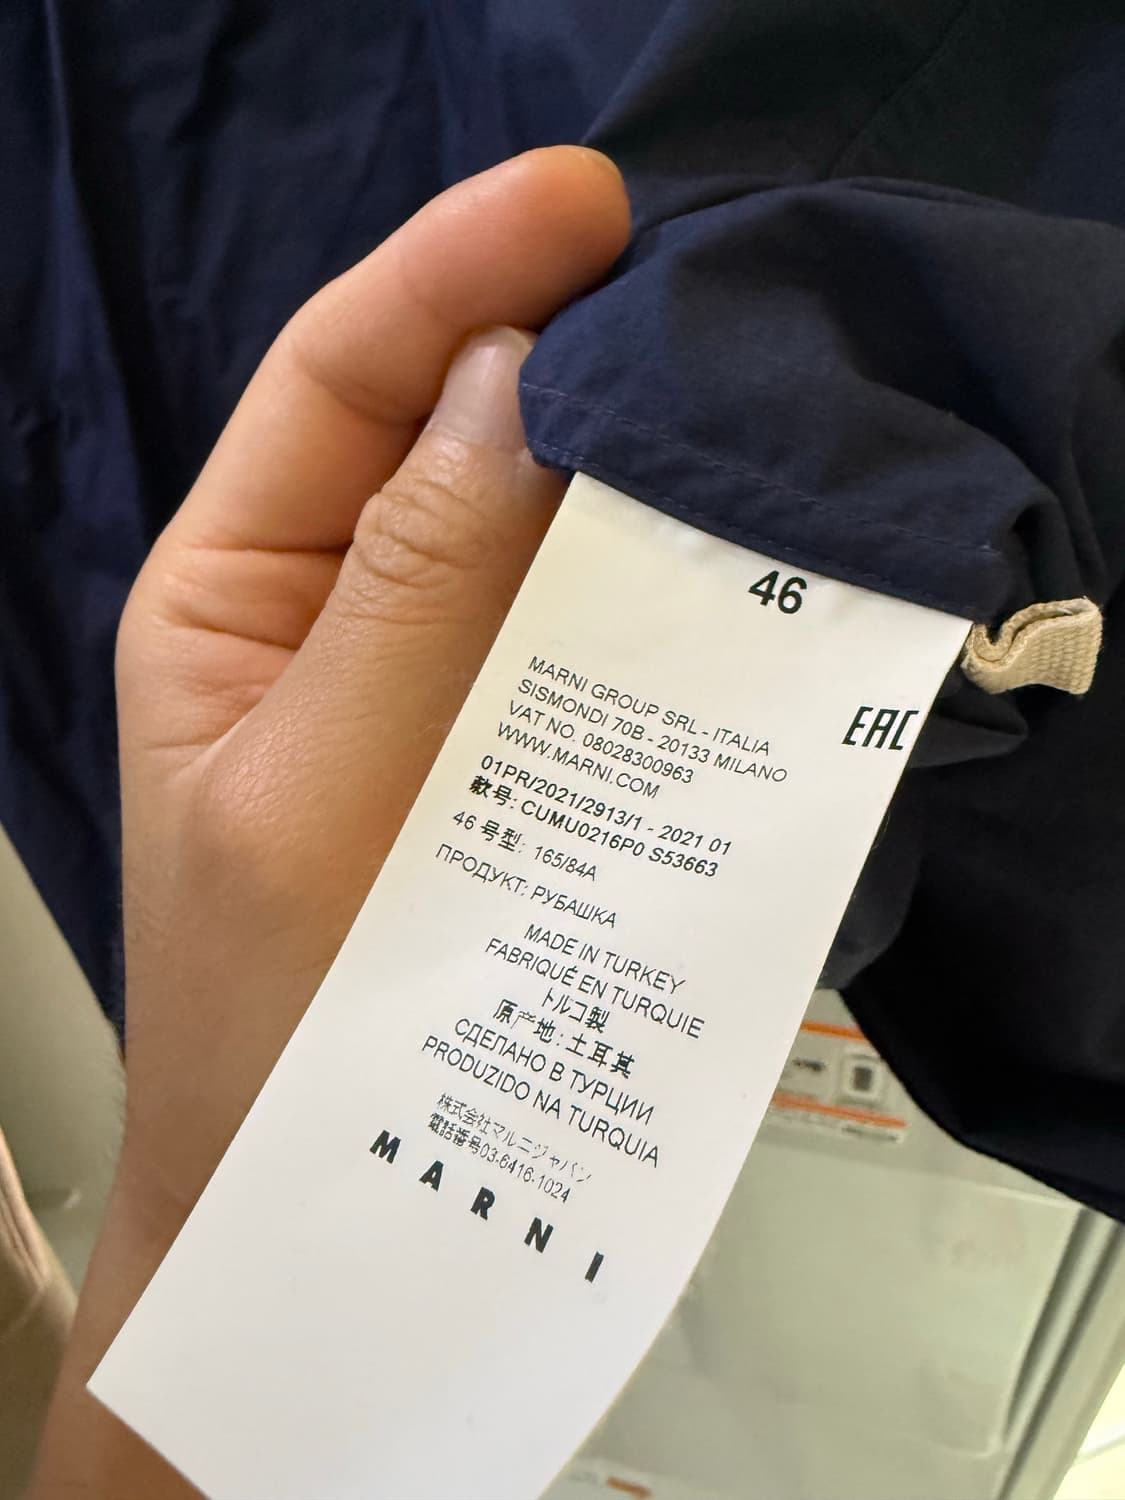 46
MARNI GROUP SRL - ITALIA
SISMONDI 70B - 20133 MILANO
VAT NO. 08028300963
WWW.MARNI.COM
EAC
01PR/2021/2913/1 - 2021 01
款号: CUMU0216P0 S53663
46 号型: 165/84A
ПРОДУКТ: РУБАШКА
MADE IN TURKEY
FABRIQUÉ EN TURQUIE
トルコ製
原产地: 土耳其
СДЕЛАНО В ТУРЦИИ
PRODUZIDO NA TURQUIA
株式会社マルニジャパン
電話番号03-6416-1024
MARNI